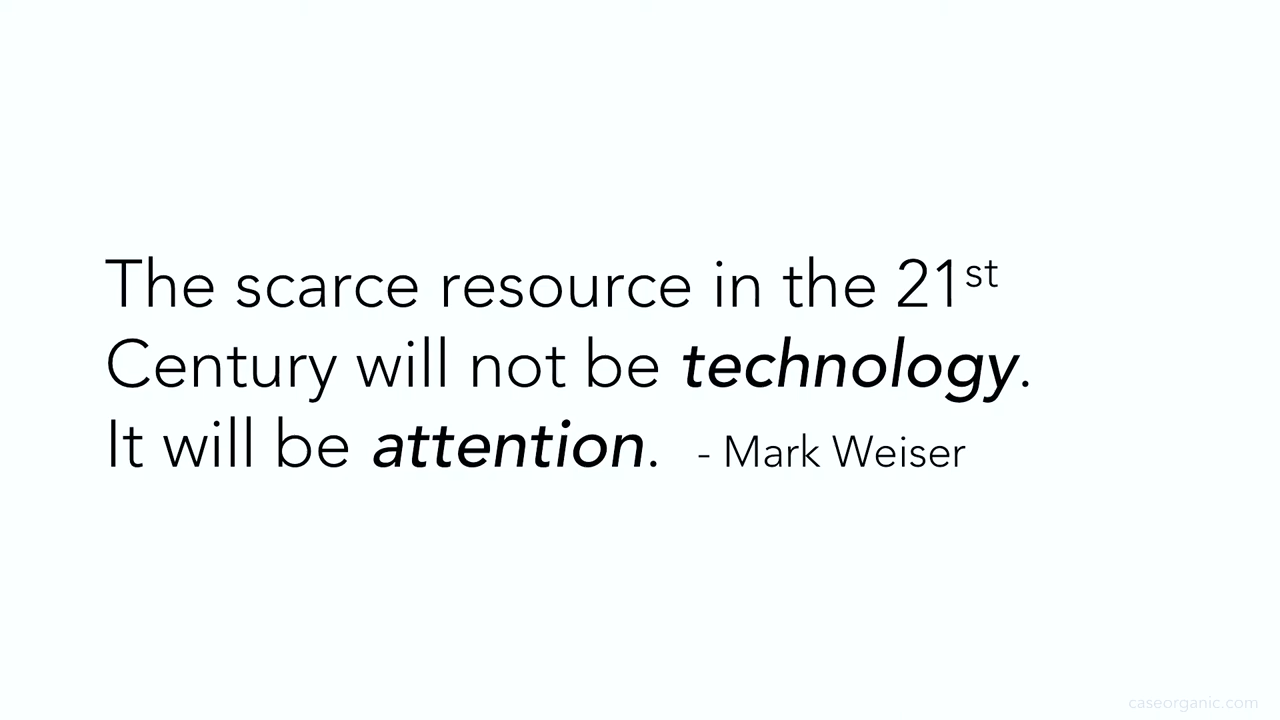 The scarce resource in the 21st
Century will not be technology.
It will be attention. - Mark Weiser
caseorganic.com